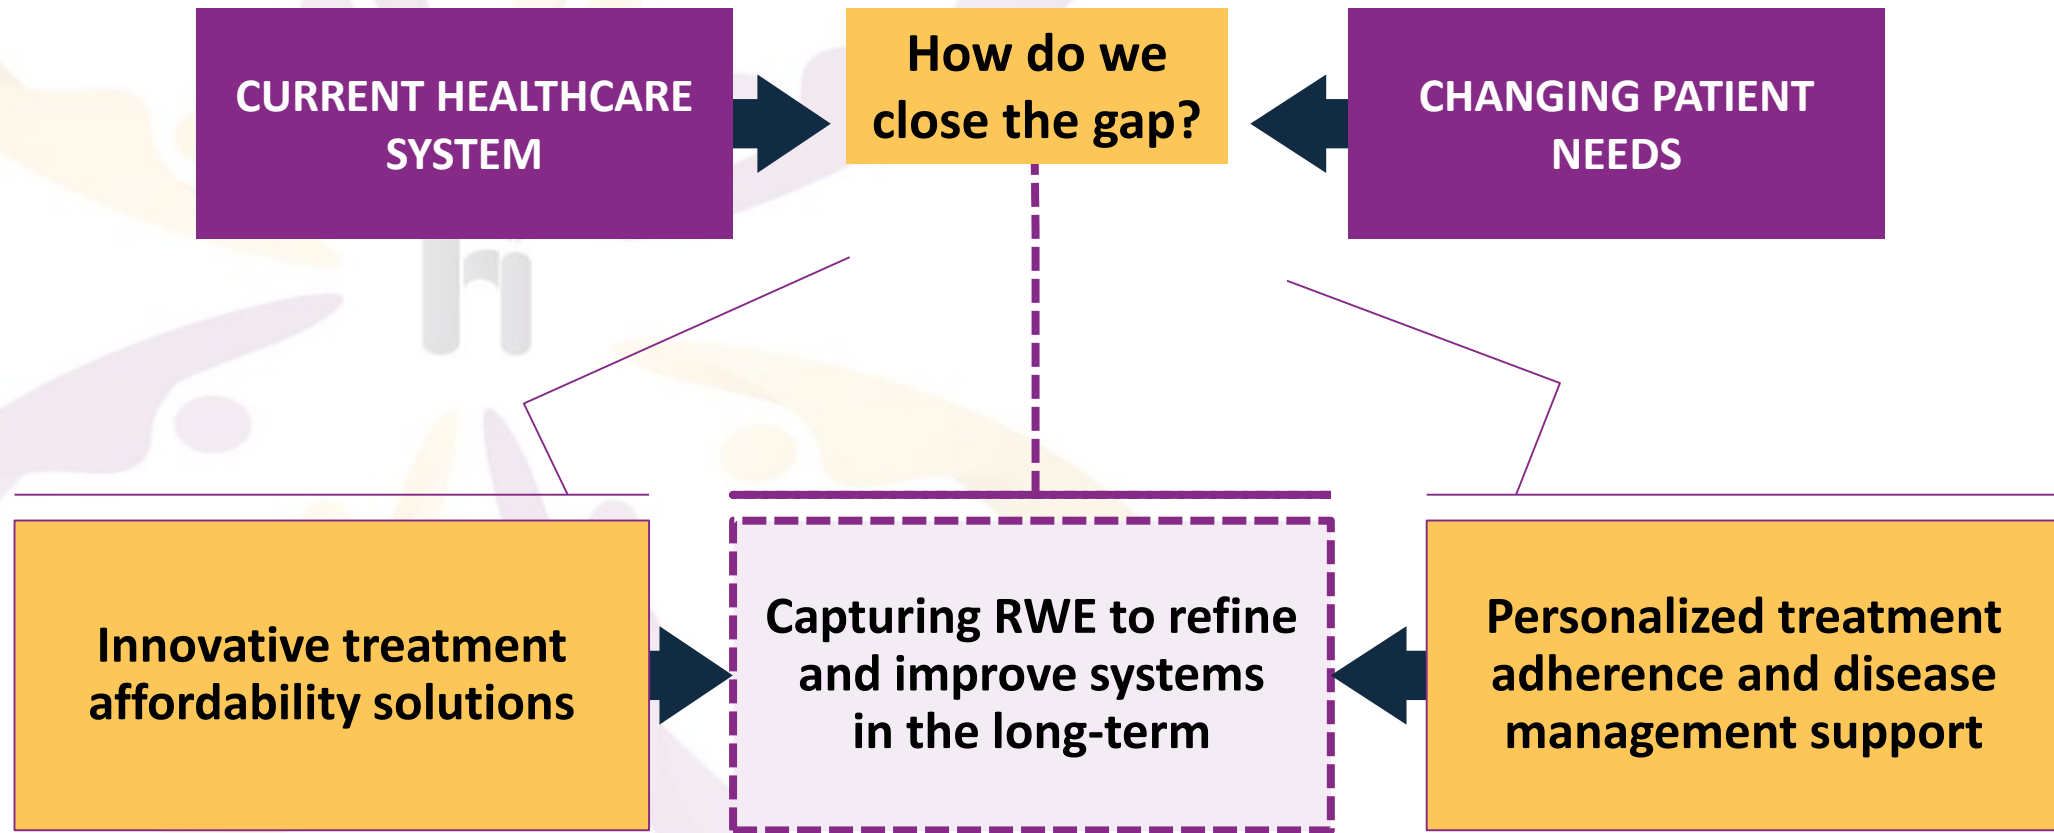 CURRENT HEALTHCARE
SYSTEM
How do we
close the gap?
CHANGING PATIENT
NEEDS
Innovative treatment
affordability solutions
Capturing RWE to refine
and improve systems
in the long-term
Personalized treatment
adherence and disease
management support